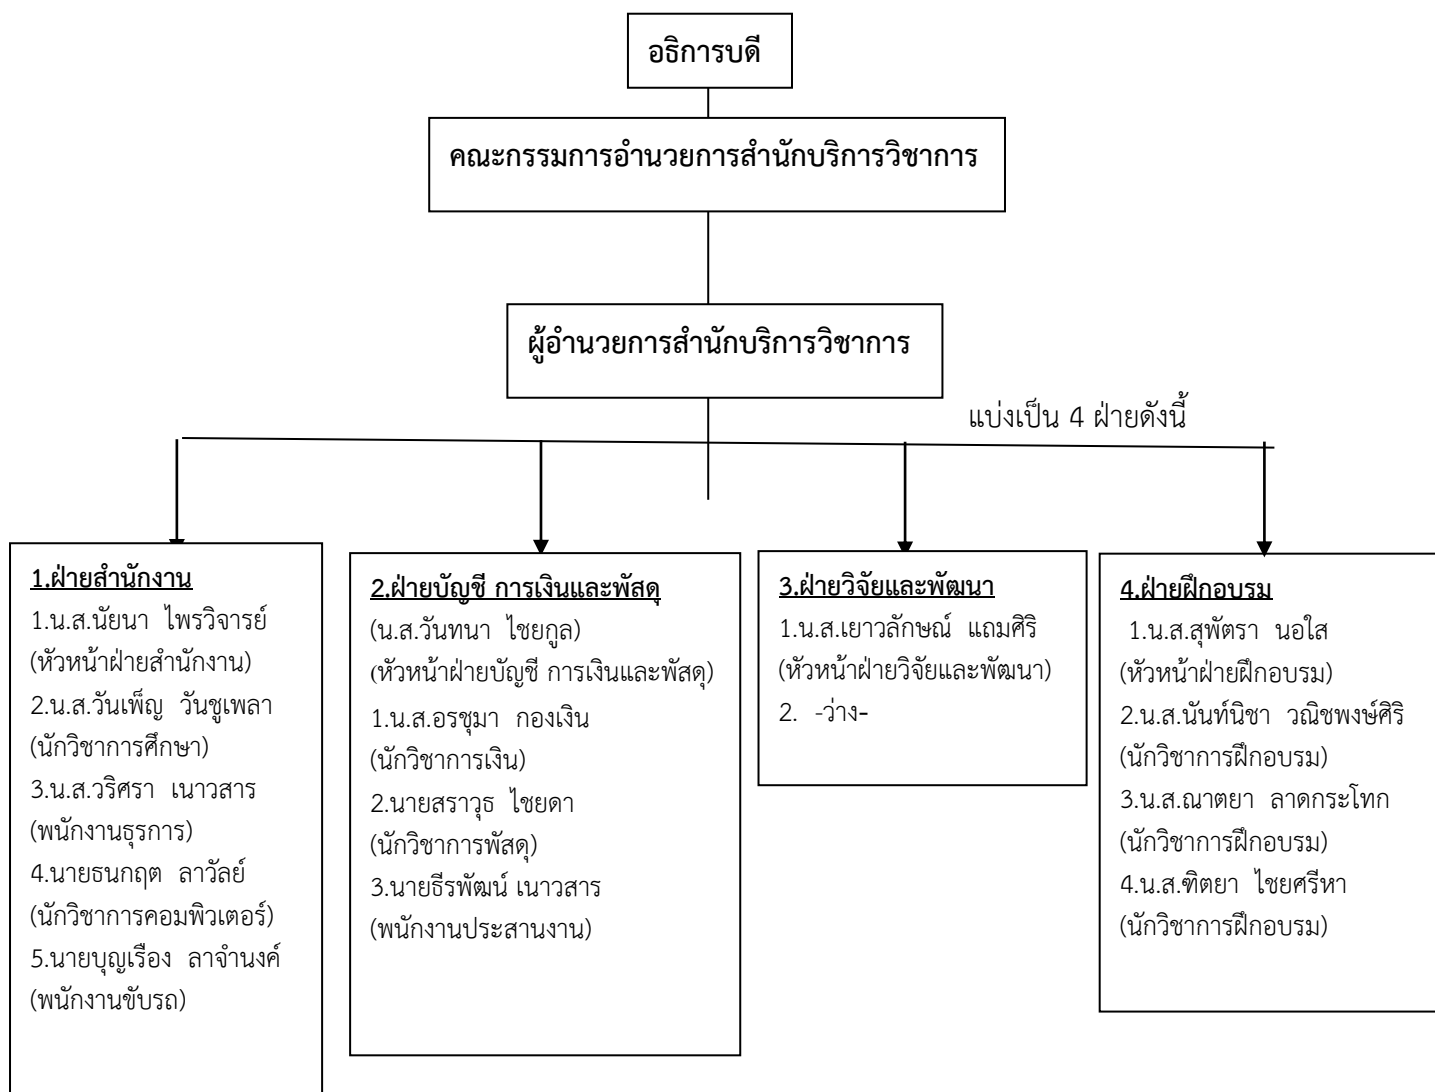 อธิการบดี
คณะกรรมการอำนวยการสำนักบริการวิชาการ
ผู้อำนวยการสำนักบริการวิชาการ
แบ่งเป็น 4 ฝ่ายดังนี้
1.ฝ่ายสำนักงาน
1.น.ส.นัยนา ไพรวิจารย์
(หัวหน้าฝ่ายสำนักงาน)
2.น.ส.วันเพ็ญ วันชูเพลา
(นักวิชาการศึกษา)
3.น.ส.วริศรา เนาวสาร
(พนักงานธุรการ)
4.นายธนกฤต ลาวัลย์
(นักวิชาการคอมพิวเตอร์)
5.นายบุญเรือง ลาจำนงค์
(พนักงานขับรถ)
2.ฝ่ายบัญชี การเงินและพัสดุ
(น.ส.วันทนา ไชยกูล)
(หัวหน้าฝ่ายบัญชี การเงินและพัสดุ)
1.น.ส.อรชุมา กองเงิน
(นักวิชาการเงิน)
2.นายสราวุธ ไชยดา
(นักวิชาการพัสดุ)
3.นายธีรพัฒน์ เนาวสาร
(พนักงานประสานงาน)
3.ฝ่ายวิจัยและพัฒนา
1.น.ส.เยาวลักษณ์ แถมศิริ
(หัวหน้าฝ่ายวิจัยและพัฒนา)
2. -ว่าง-
4.ฝ่ายฝึกอบรม
1.น.ส.สุพัตรา นอใส
(หัวหน้าฝ่ายฝึกอบรม)
2.น.ส.นันท์นิชา วณิชพงษ์ศิริ
(นักวิชาการฝึกอบรม)
3.น.ส.ณาตยา ลาดกระโทก
(นักวิชาการฝึกอบรม)
4.น.ส.ฑิตยา ไชยศรีหา
(นักวิชาการฝึกอบรม)